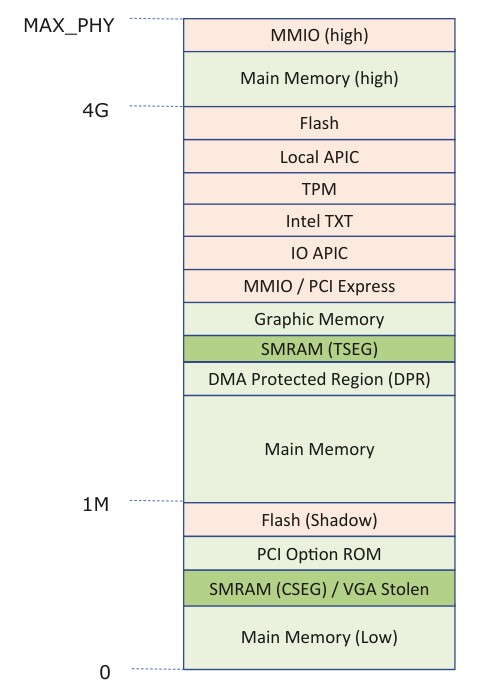 MAX_PHY
MMIO (high)
Main Memory (high)
4G
Flash
Local APIC
TPM
Intel TXT
IO APIC
MMIO / PCI Express
Graphic Memory
SMRAM (TSEG)
DMA Protected Region (DPR)
Main Memory
1M
Flash (Shadow)
PCI Option ROM
SMRAM (CSEG) / VGA Stolen
Main Memory (Low)
0